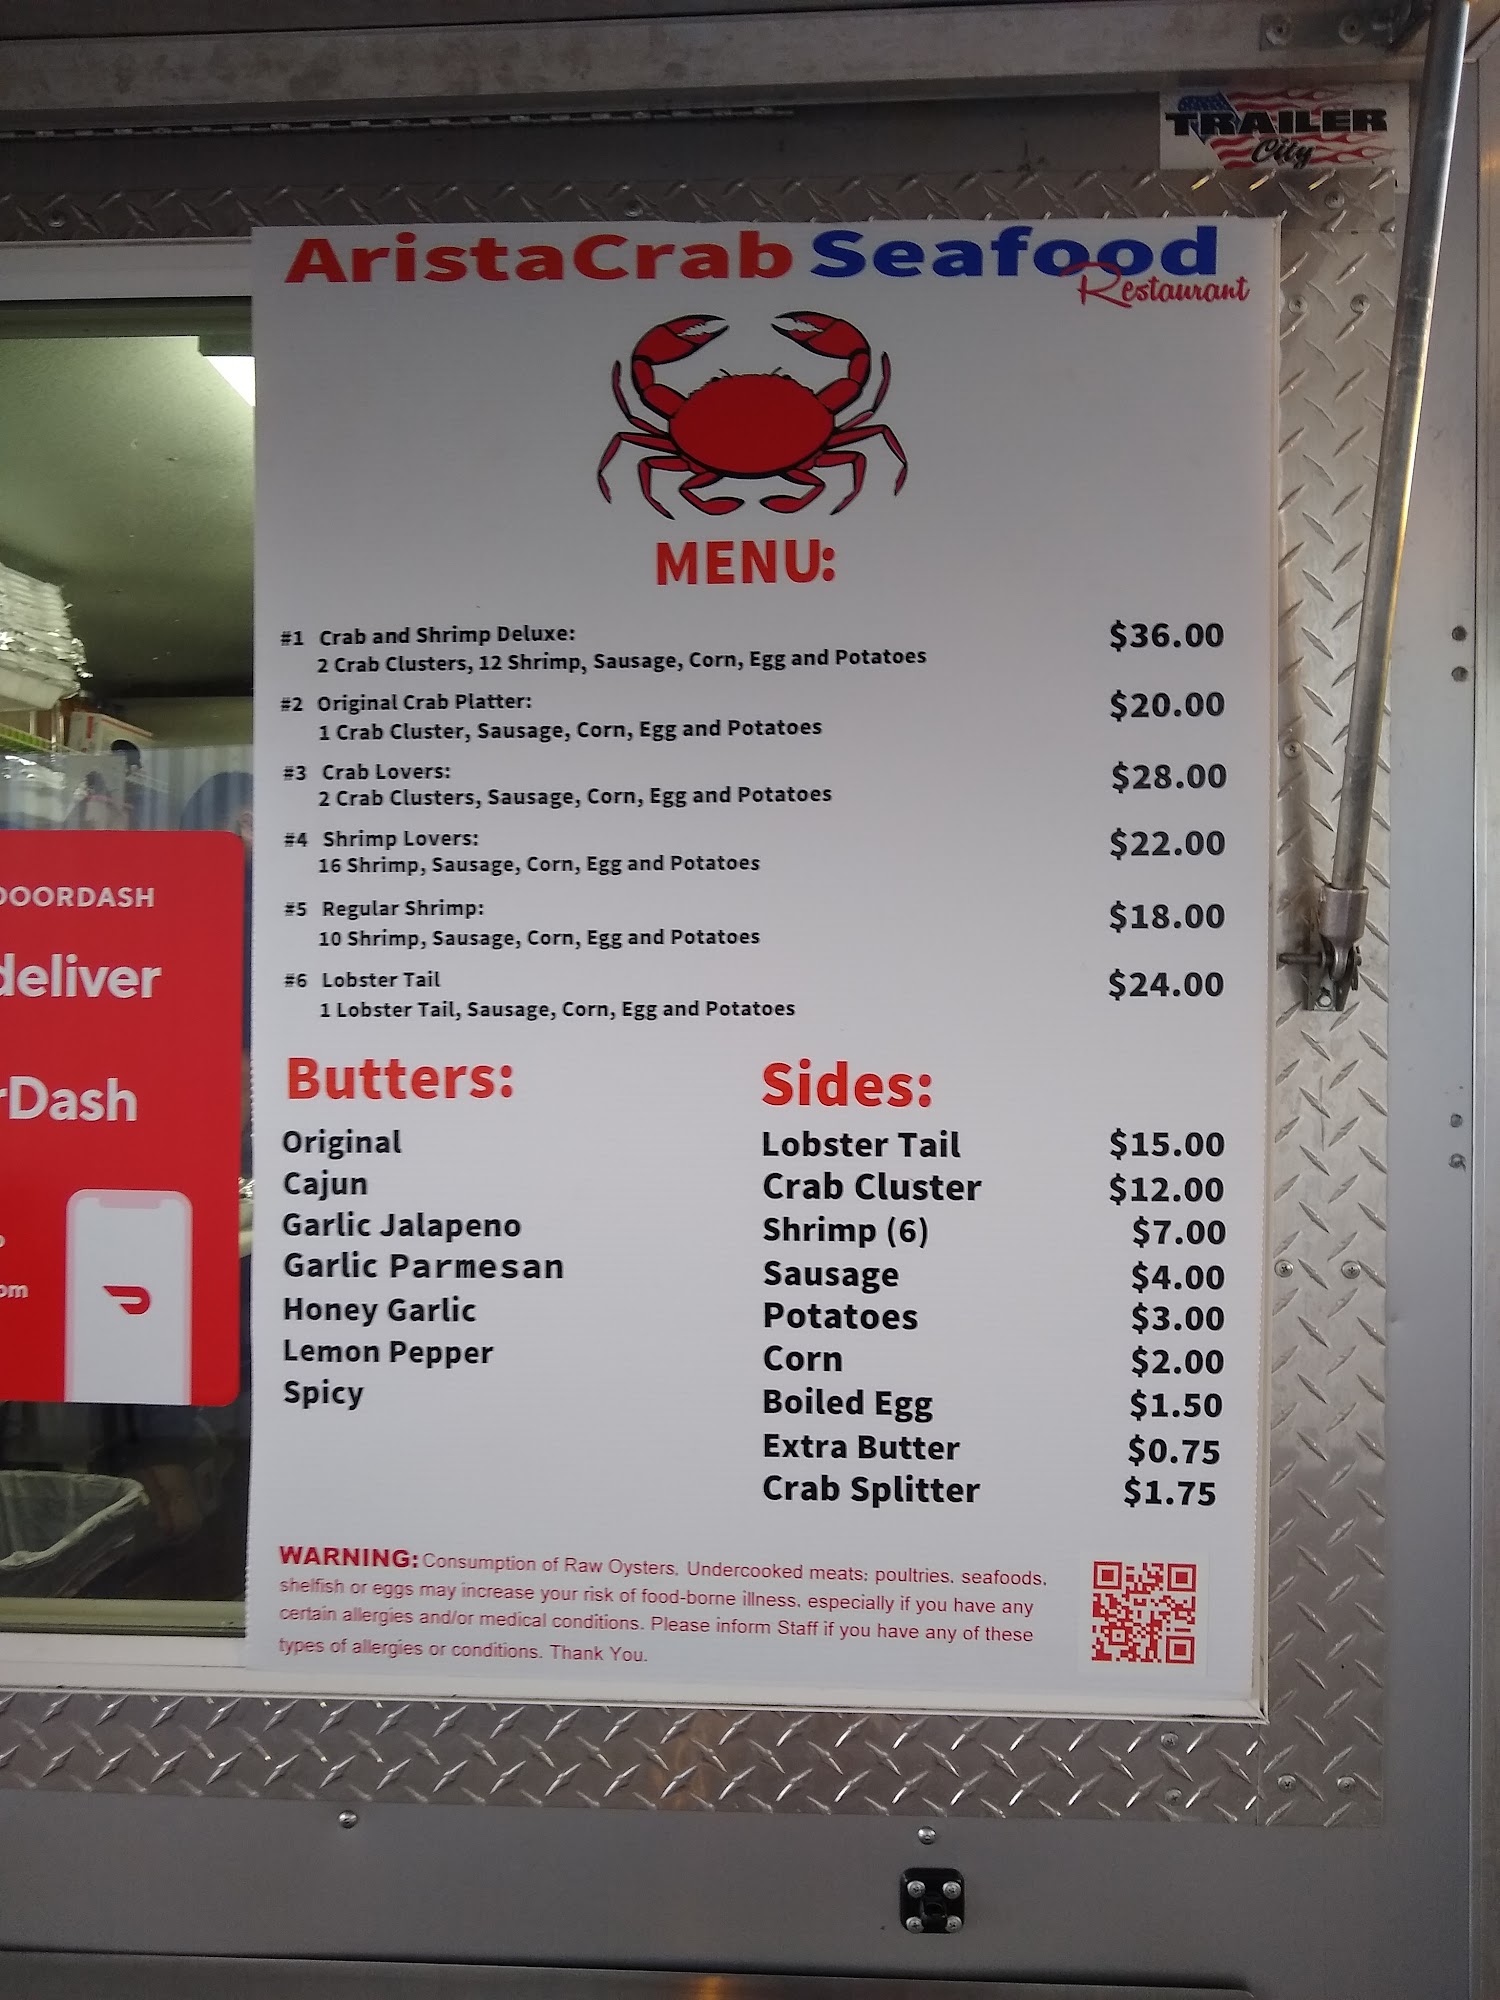 TRAILER
City
AristaCrab Seafood
Restaurant
MENU:
#1 Crab and Shrimp Deluxe: $36.00
2 Crab Clusters, 12 Shrimp, Sausage, Corn, Egg and Potatoes
#2 Original Crab Platter: $20.00
1 Crab Cluster, Sausage, Corn, Egg and Potatoes
#3 Crab Lovers: $28.00
2 Crab Clusters, Sausage, Corn, Egg and Potatoes
#4 Shrimp Lovers: $22.00
16 Shrimp, Sausage, Corn, Egg and Potatoes
#5 Regular Shrimp: $18.00
10 Shrimp, Sausage, Corn, Egg and Potatoes
#6 Lobster Tail $24.00
1 Lobster Tail, Sausage, Corn, Egg and Potatoes
Butters:
Original
Cajun
Garlic Jalapeno
Garlic Parmesan
Honey Garlic
Lemon Pepper
Spicy
Sides:
Lobster Tail $15.00
Crab Cluster $12.00
Shrimp (6) $7.00
Sausage $4.00
Potatoes $3.00
Corn $2.00
Boiled Egg $1.50
Extra Butter $0.75
Crab Splitter $1.75
WARNING: Consumption of Raw Oysters, Undercooked meats: poultries, seafoods,
shelfish or eggs may increase your risk of food-borne illness, especially if you have any
certain allergies and/or medical conditions. Please inform Staff if you have any of these
types of allergies or conditions. Thank You.
DOORDASH
deliver
rDash
om